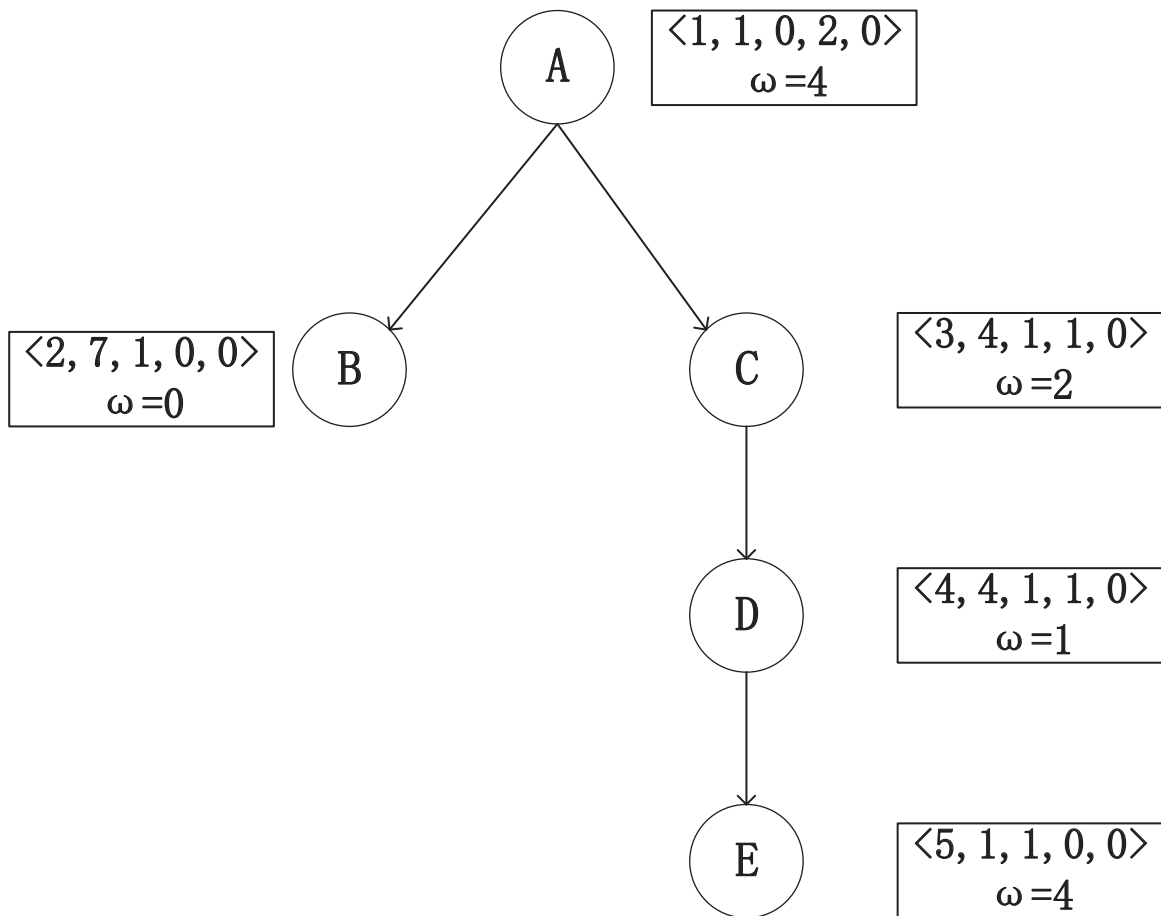 A
<1, 1, 0, 2, 0>
ω=4
<2, 7, 1, 0, 0>
ω=0
B
C
<3, 4, 1, 1, 0>
ω=2
D
<4, 4, 1, 1, 0>
ω=1
E
<5, 1, 1, 0, 0>
ω=4